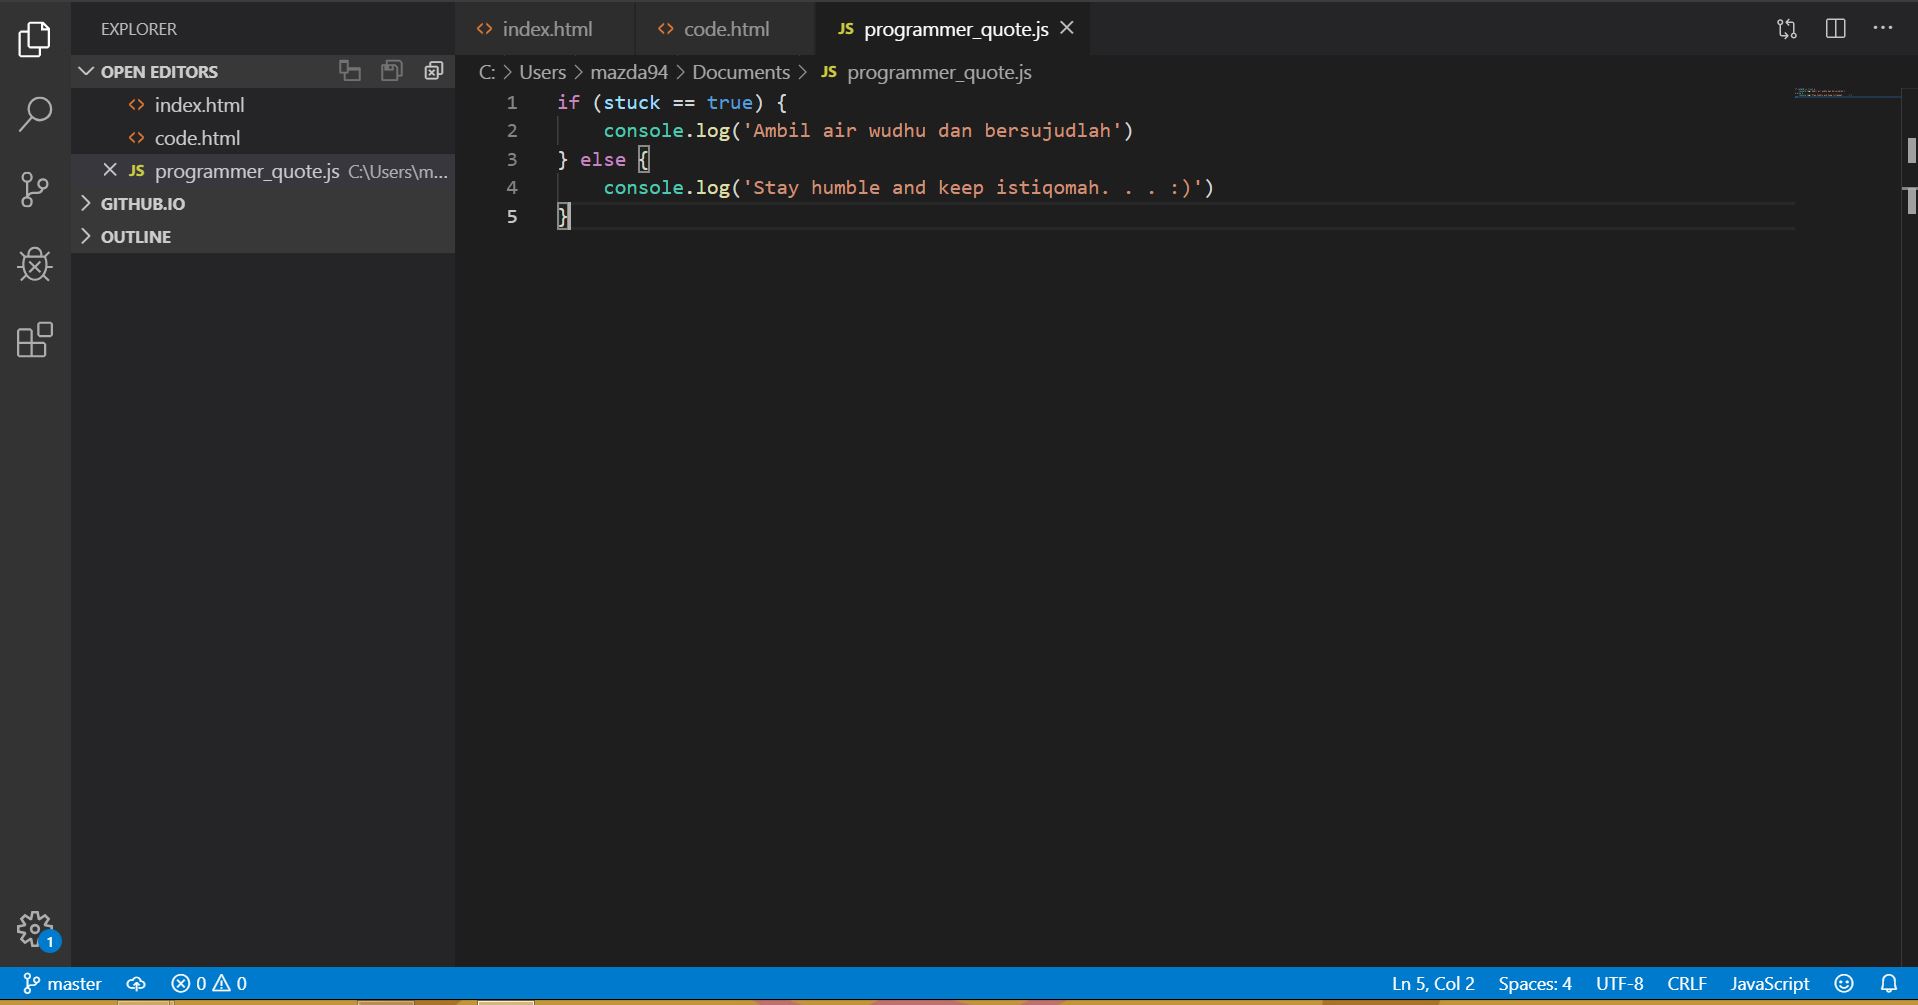 EXPLORER
index.html
code.html
JS programmer_quote.js
OPEN EDITORS
index.html
code.html
JS programmer_quote.js C:\Users\m...
GITHUB.IO
OUTLINE
C: > Users > mazda94 > Documents > JS programmer_quote.js
1 if (stuck == true) {
2     console.log('Ambil air wudhu dan bersujudlah')
3 } else {
4     console.log('Stay humble and keep istiqomah. . . :)')
5 }
1
master 0 0 Ln 5, Col 2 Spaces: 4 UTF-8 CRLF JavaScript